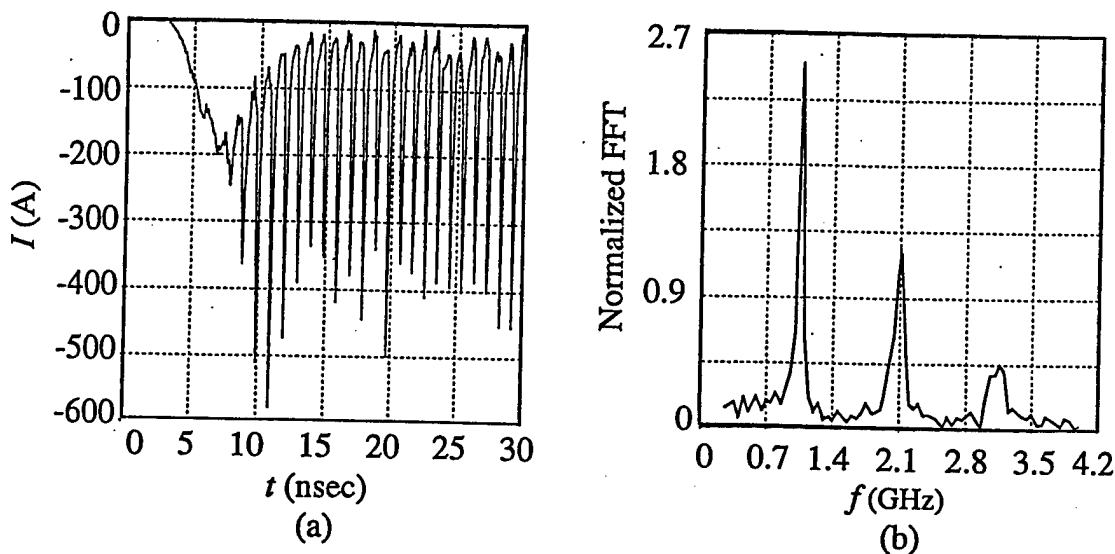 0
-100
-200
-300
-400
-500
-600
I (A)
0 5 10 15 20 25 30
t (nsec)
(a)
2.7
1.8
0.9
0
Normalized FFT
0 0.7 1.4 2.1 2.8 3.5 4.2
f (GHz)
(b)